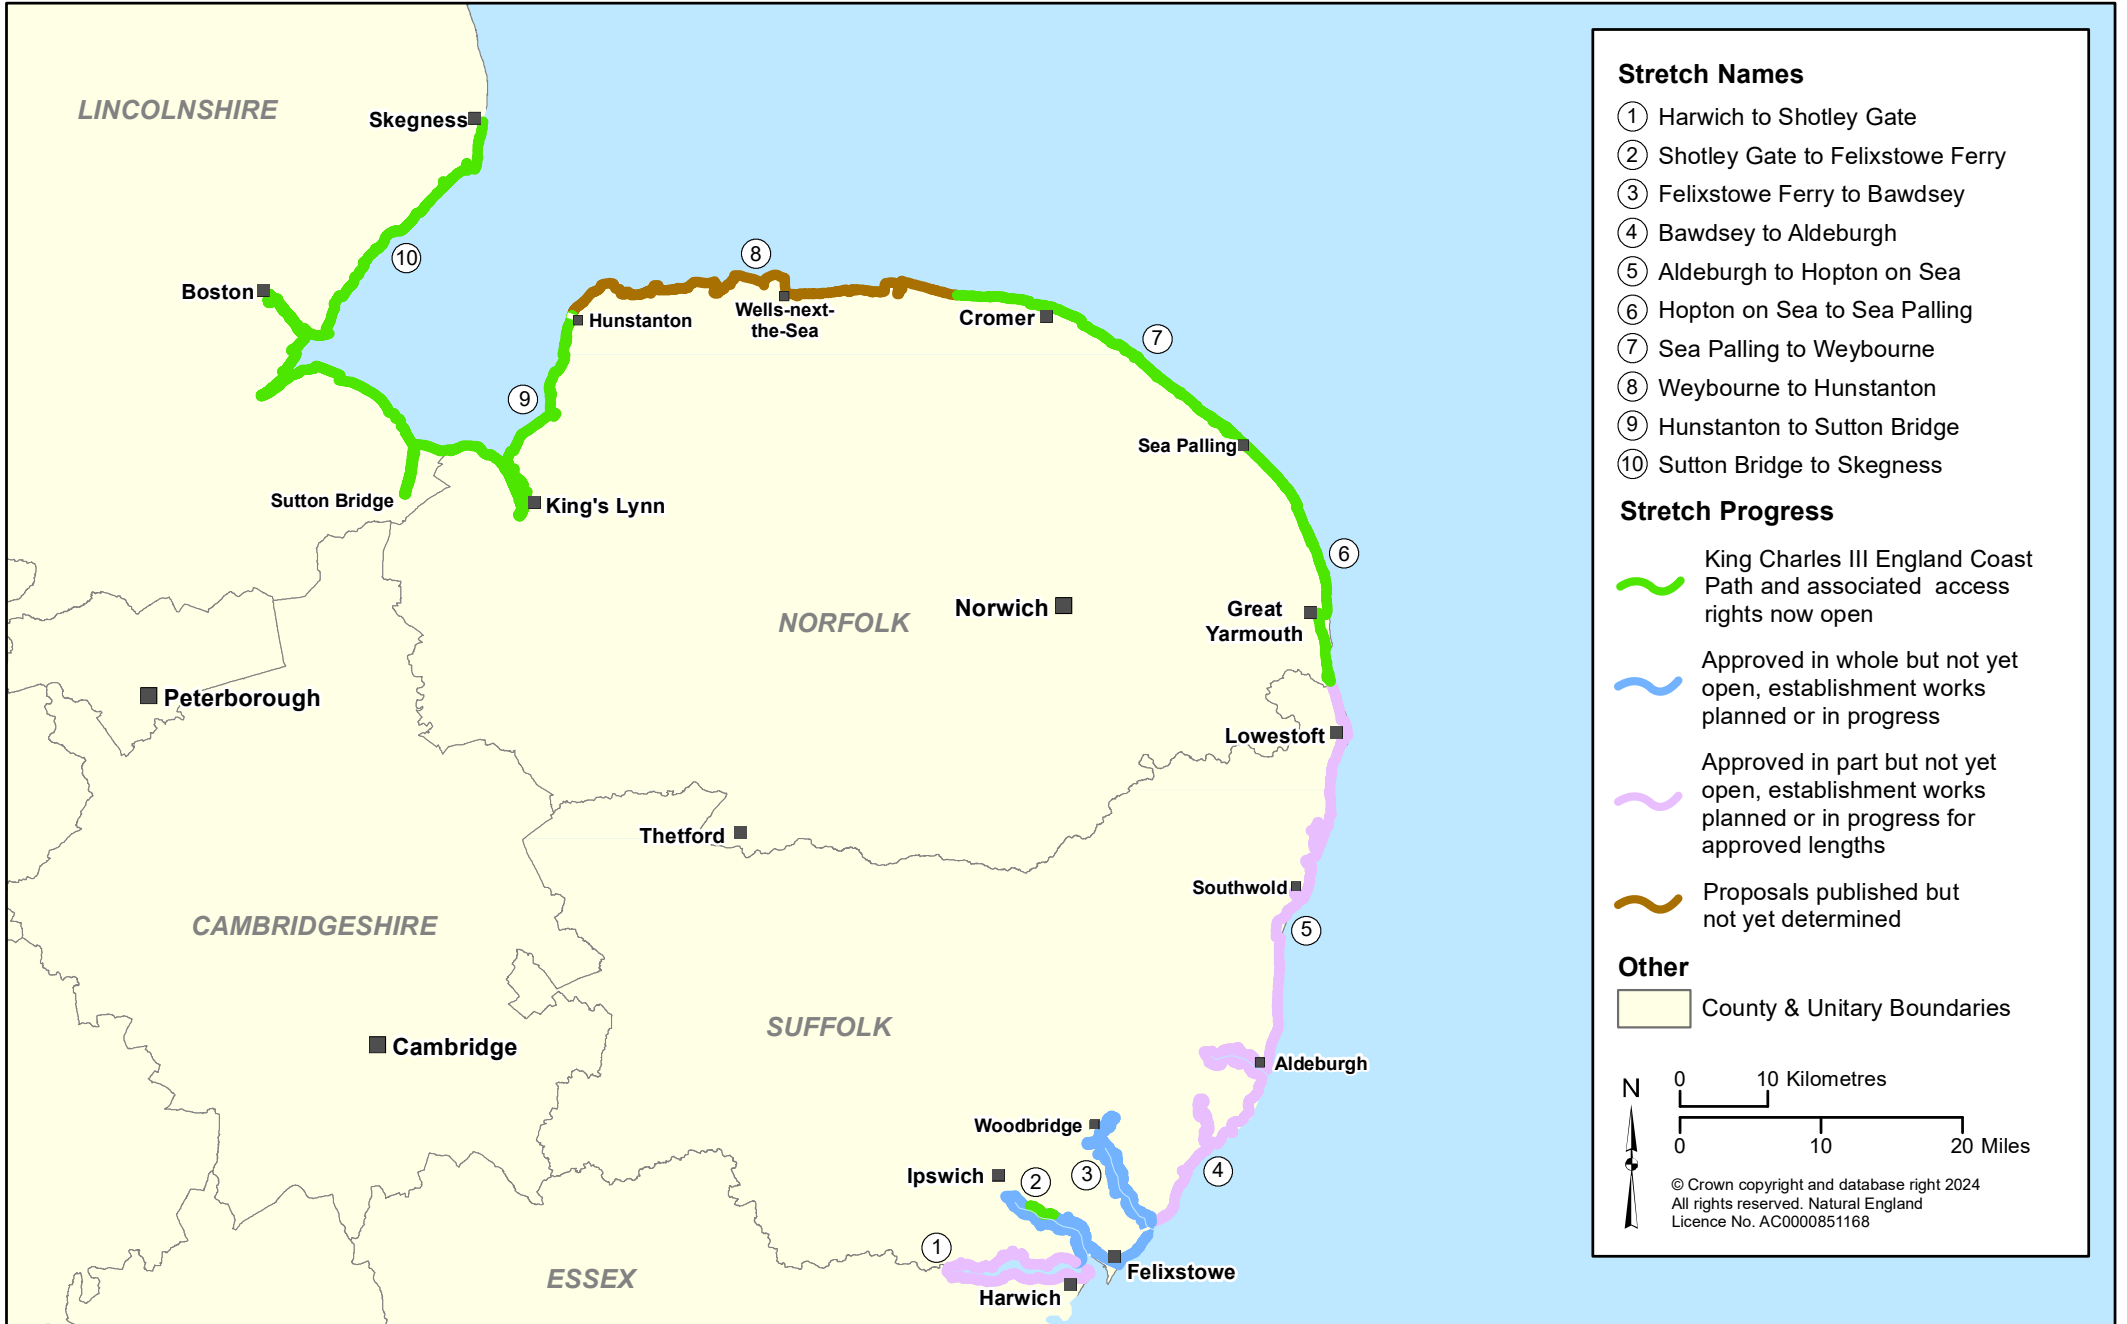 LINCOLNSHIRE
Skegness
10
Boston
8
Hunstanton
Wells-next-
the-Sea
Cromer
7
9
Sea Palling
Sutton Bridge
King's Lynn
6
NORFOLK
Norwich
Great
Yarmouth
Peterborough
Lowestoft
Thetford
Southwold
5
CAMBRIDGESHIRE
SUFFOLK
Cambridge
Aldeburgh
Woodbridge
Ipswich
2
3
4
1
Felixstowe
ESSEX
Harwich
Stretch Names
1 Harwich to Shotley Gate
2 Shotley Gate to Felixstowe Ferry
3 Felixstowe Ferry to Bawdsey
4 Bawdsey to Aldeburgh
5 Aldeburgh to Hopton on Sea
6 Hopton on Sea to Sea Palling
7 Sea Palling to Weybourne
8 Weybourne to Hunstanton
9 Hunstanton to Sutton Bridge
10 Sutton Bridge to Skegness
Stretch Progress
King Charles III England Coast
Path and associated access
rights now open
Approved in whole but not yet
open, establishment works
planned or in progress
Approved in part but not yet
open, establishment works
planned or in progress for
approved lengths
Proposals published but
not yet determined
Other
County & Unitary Boundaries
N
0 10 Kilometres
0 10 20 Miles
© Crown copyright and database right 2024
All rights reserved. Natural England
Licence No. AC0000851168